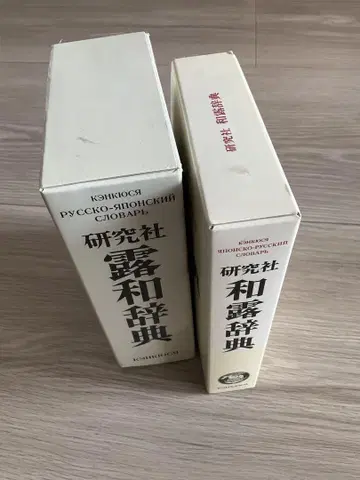 КЭНКЮСЯ
РУССКО-ЯПОНСКИЙ
СЛОВАРЬ
研究社
露和辞典
КЭНКЮСЯ
研究社 和露辞典
КЭНКЮСЯ
ЯПОНСКО-РУССКИЙ
СЛОВАРЬ
研究社
和露辞典